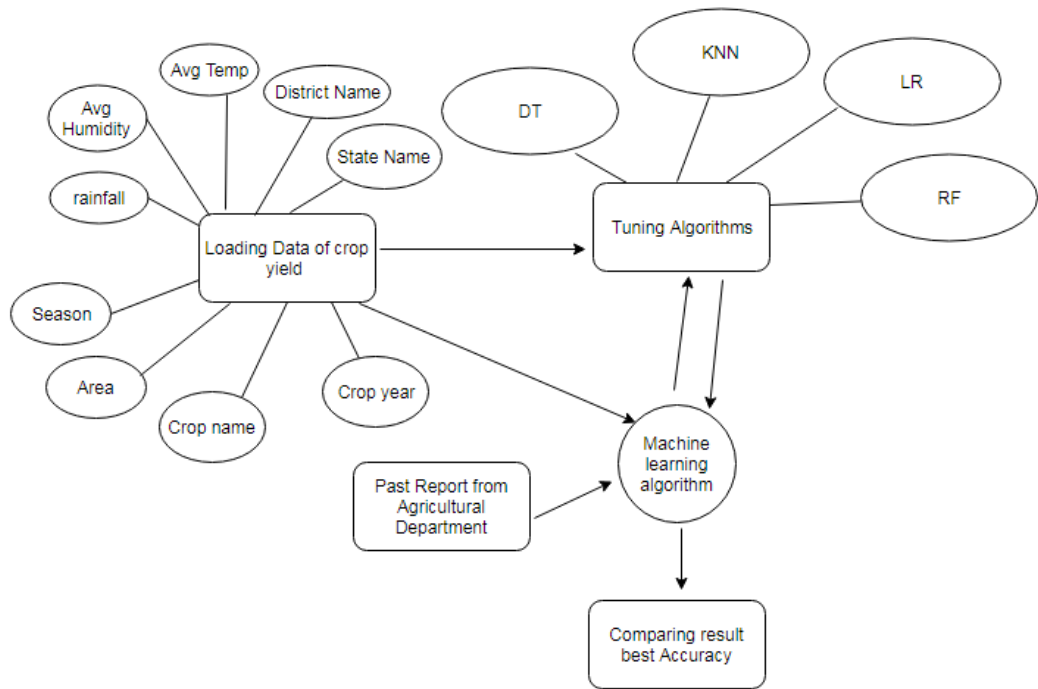 Avg Temp
District Name
Avg
Humidity
State Name
rainfall
Loading Data of crop
yield
Season
Area
Crop name
Crop year
KNN
DT
LR
RF
Tuning Algorithms
Machine
learning
algorithm
Past Report from
Agricultural
Department
Comparing result
best Accuracy